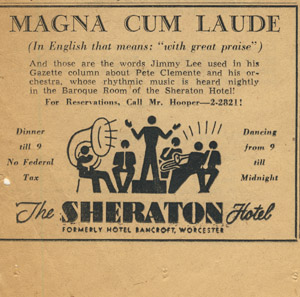 MAGNA CUM LAUDE
(In English that means: "with great praise")
And those are the words Jimmy Lee used in his
Gazette column about Pete Clemente and his or-
chestra, whose rhythmic music is heard nightly
in the Baroque Room of the Sheraton Hotel!
For Reservations, Call Mr. Hooper—2-2821!
Dinner
till 9
No Federal
Tax
Dancing
from 9
till
Midnight
The SHERATON Hotel
FORMERLY HOTEL BANCROFT, WORCESTER